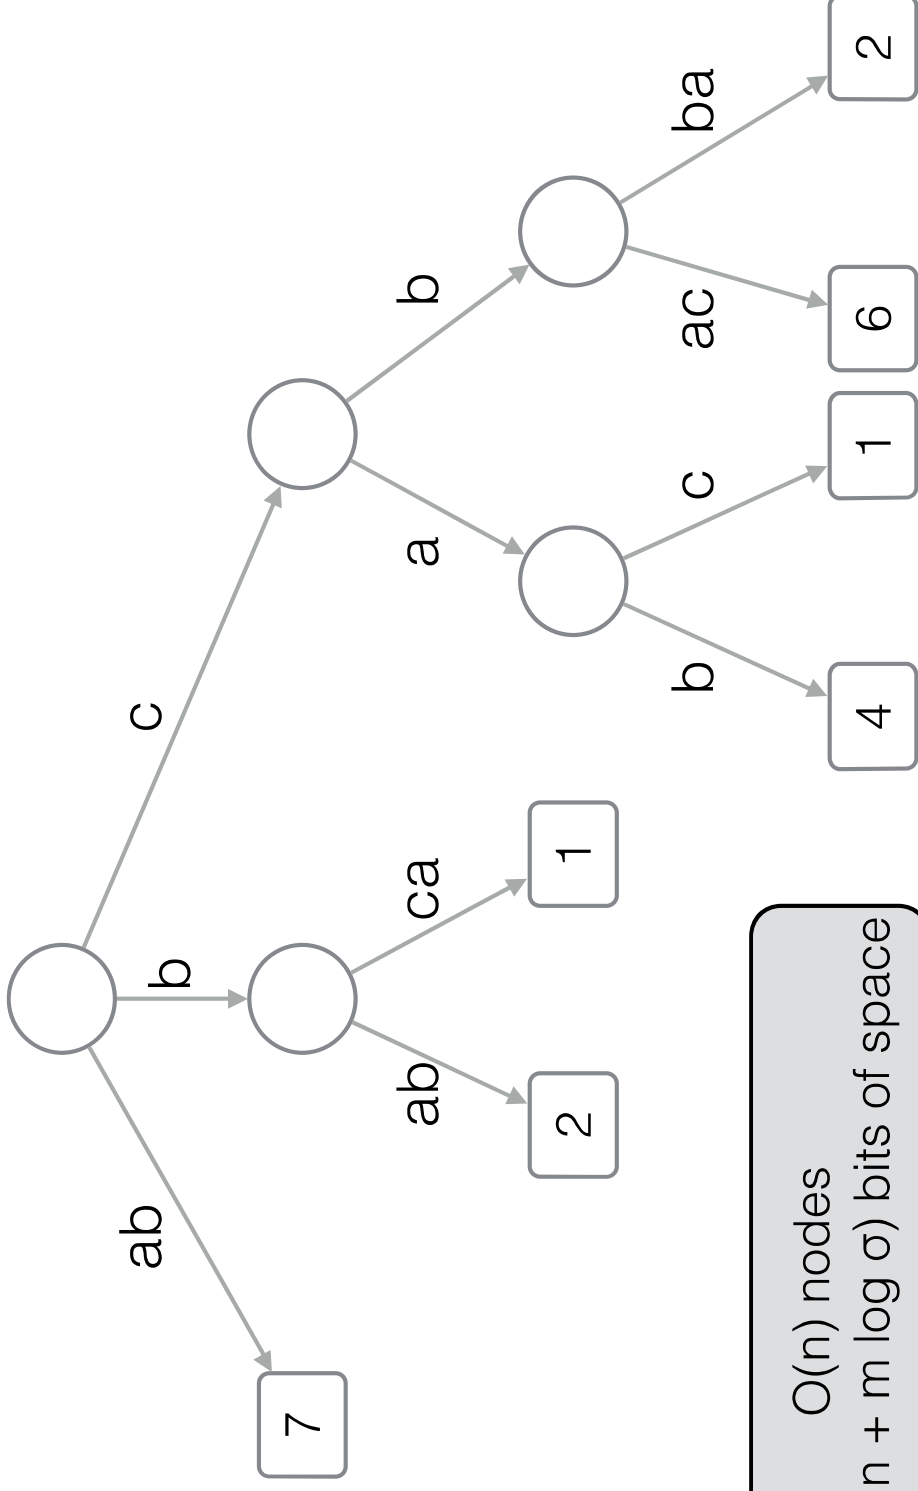 ab
b
c
7
ab
ca
a
b
2
1
b
c
ac
ba
4
1
6
2
O(n) nodes
n + m log σ) bits of space